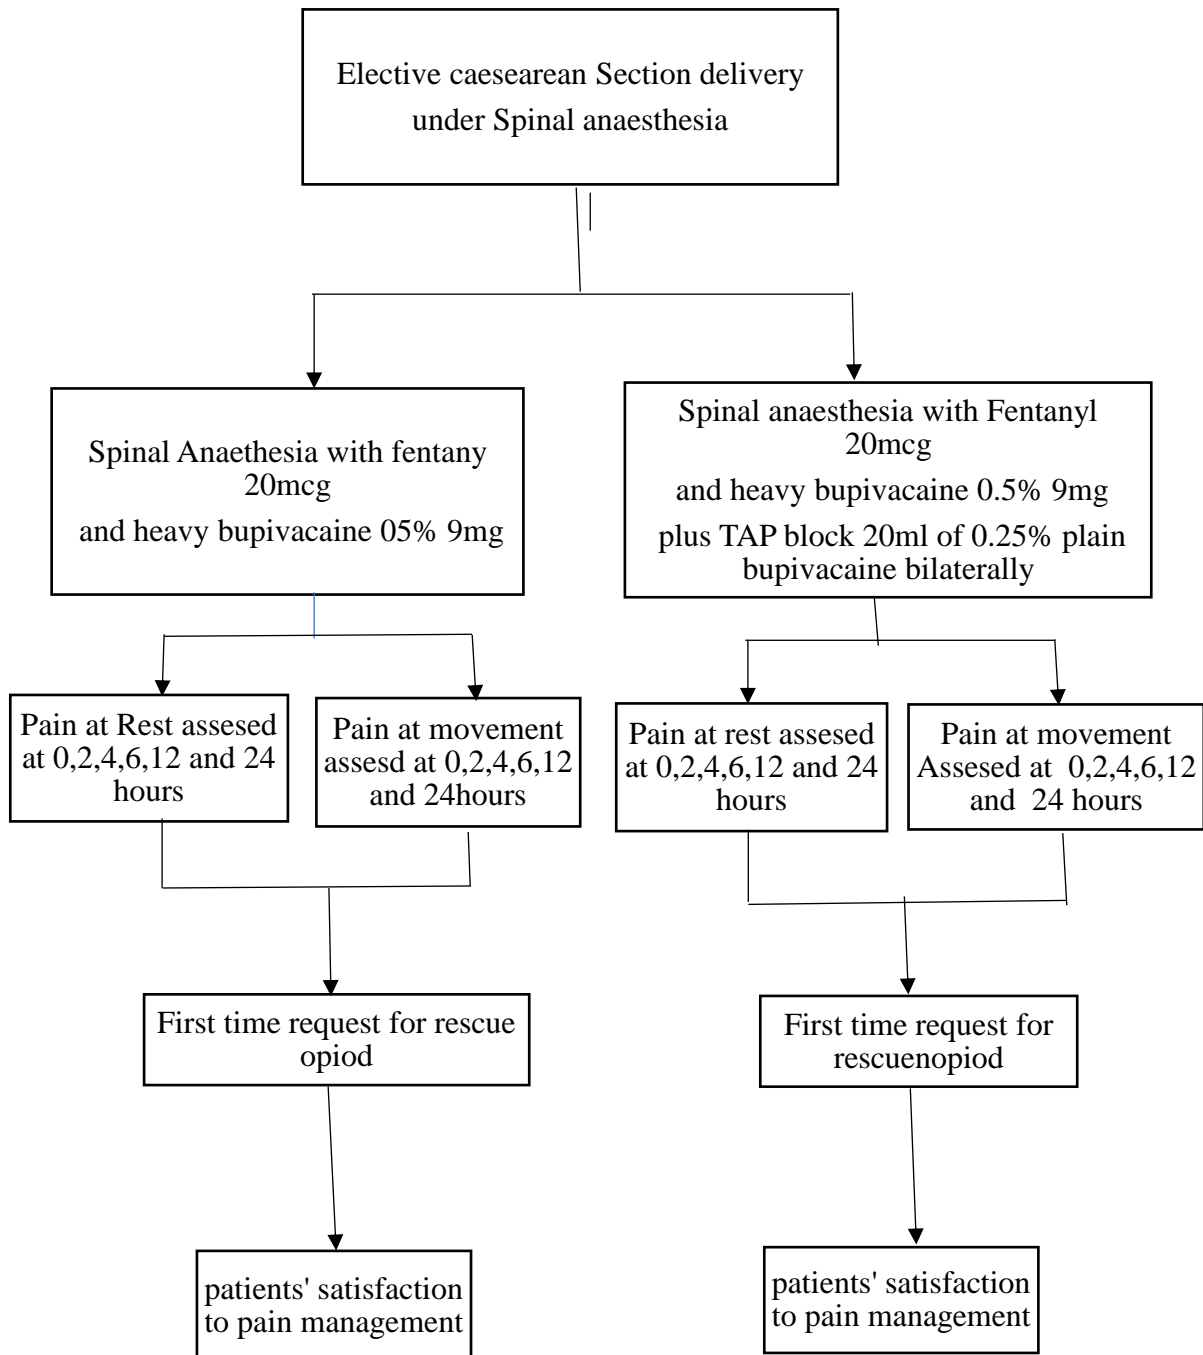 Elective caesearean Section delivery
under Spinal anaesthesia
Spinal Anaethesia with fentany
20mcg
and heavy bupivacaine 05% 9mg
Spinal anaesthesia with Fentanyl
20mcg
and heavy bupivacaine 0.5% 9mg
plus TAP block 20ml of 0.25% plain
bupivacaine bilaterally
Pain at Rest assesed
at 0,2,4,6,12 and 24
hours
Pain at movement
assesd at 0,2,4,6,12
and 24hours
Pain at rest assesed
at 0,2,4,6,12 and 24
hours
Pain at movement
Assesed at 0,2,4,6,12
and 24 hours
First time request for rescue
opiod
First time request for
rescuenopiod
patients' satisfaction
to pain management
patients' satisfaction
to pain management